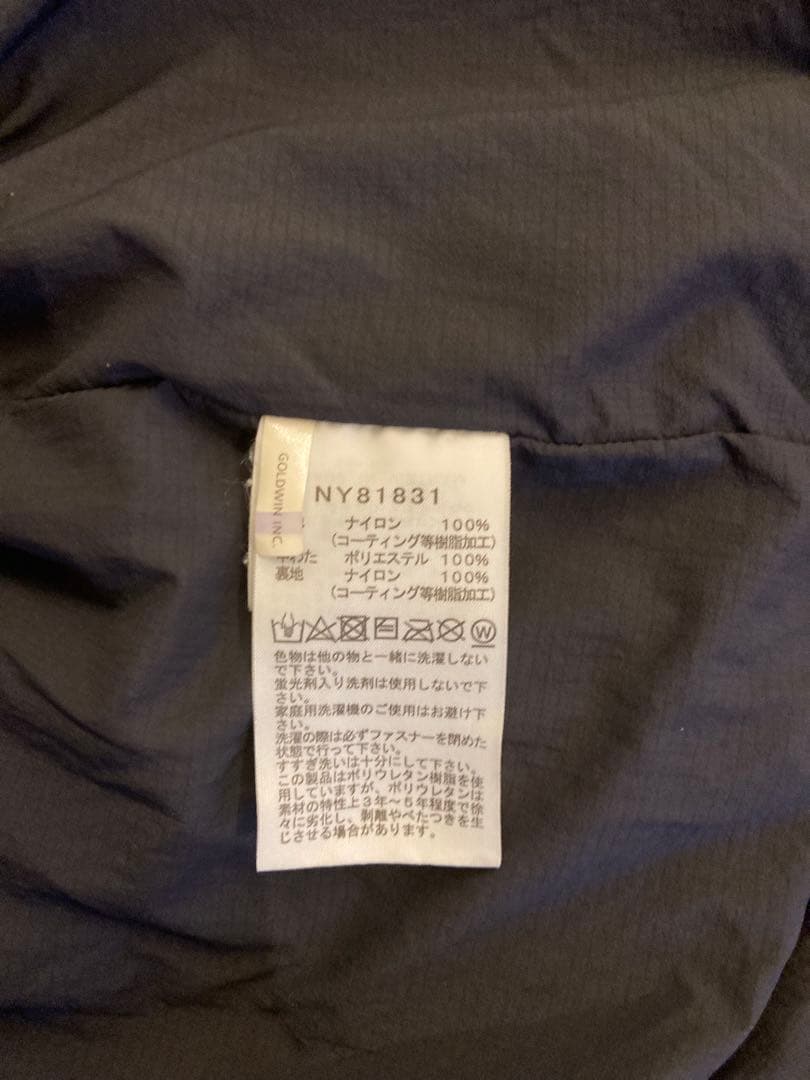 GOLDWIN INC.
NY81831
ナイロン 100%
(コーティング等樹脂加工)
中わた ポリエステル 100%
裏地 ナイロン 100%
(コーティング等樹脂加工)
W
色物は他の物と一緒に洗濯しない
で下さい。
蛍光剤入り洗剤は使用しないで下
さい。
家庭用洗濯機のご使用はお避け下
さい。
洗濯の際は必ずファスナーを閉めた
状態で行って下さい。
すすぎ洗いは十分にして下さい。
この製品はポリウレタン樹脂を使
用していますが、ポリウレタンは
素材の特性上3年~5年程度で徐
々に劣化し、剥離やべたつきを生
じさせる場合があります。